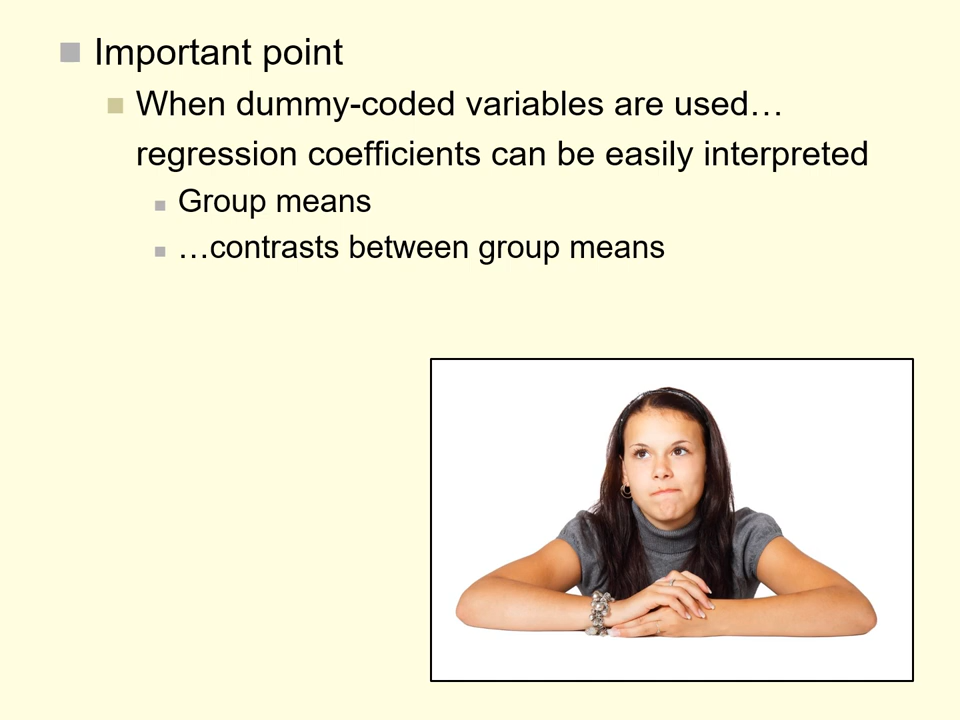 Important point
When dummy-coded variables are used…
regression coefficients can be easily interpreted
Group means
…contrasts between group means